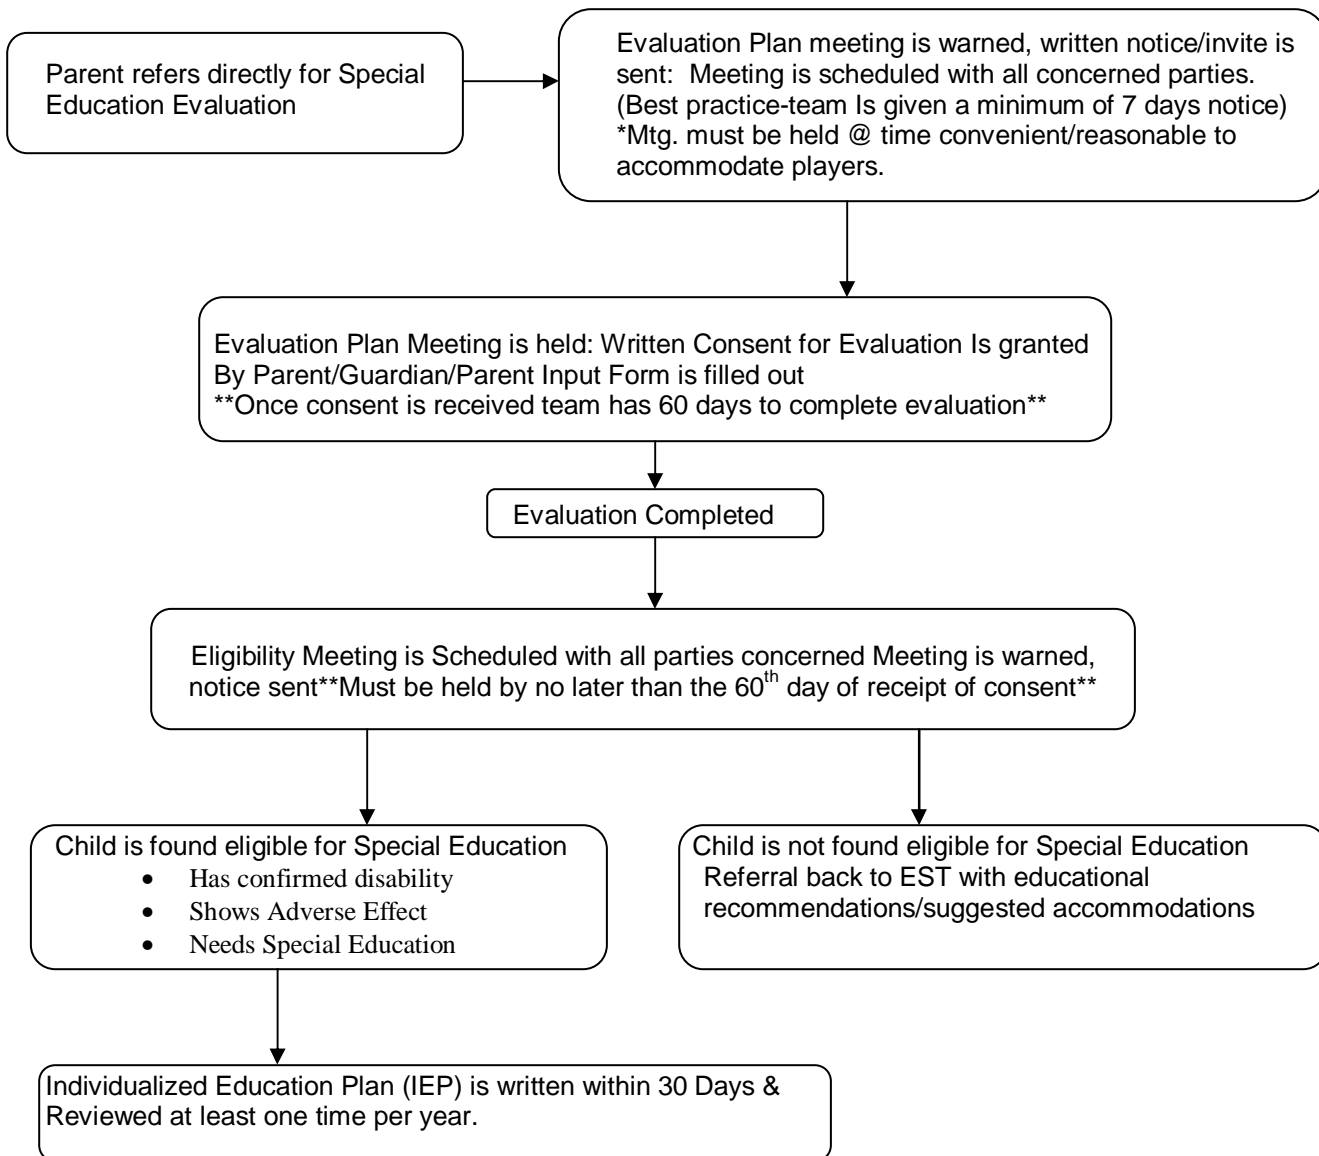 Parent refers directly for Special
Education Evaluation
Evaluation Plan meeting is warned, written notice/invite is
sent: Meeting is scheduled with all concerned parties.
(Best practice-team Is given a minimum of 7 days notice)
*Mtg. must be held @ time convenient/reasonable to
accommodate players.
Evaluation Plan Meeting is held: Written Consent for Evaluation Is granted
By Parent/Guardian/Parent Input Form is filled out
**Once consent is received team has 60 days to complete evaluation**
Evaluation Completed
Eligibility Meeting is Scheduled with all parties concerned Meeting is warned,
notice sent**Must be held by no later than the 60th day of receipt of consent**
Child is found eligible for Special Education
• Has confirmed disability
• Shows Adverse Effect
• Needs Special Education
Child is not found eligible for Special Education
Referral back to EST with educational
recommendations/suggested accommodations
Individualized Education Plan (IEP) is written within 30 Days &
Reviewed at least one time per year.